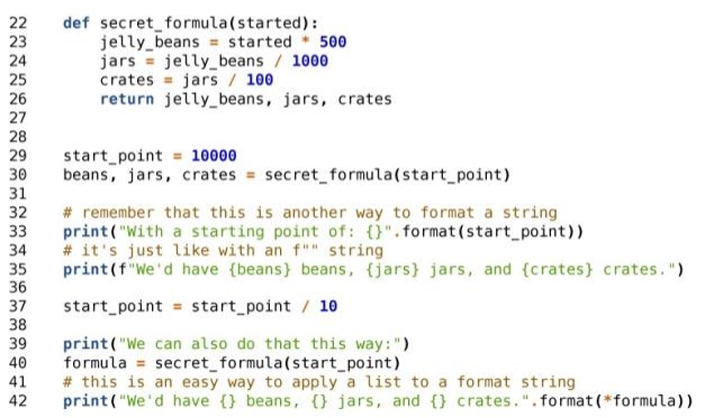 22 def secret_formula(started):
23     jelly_beans = started * 500
24     jars = jelly_beans / 1000
25     crates = jars / 100
26     return jelly_beans, jars, crates
27
28
29 start_point = 10000
30 beans, jars, crates = secret_formula(start_point)
31
32 # remember that this is another way to format a string
33 print("With a starting point of: {}".format(start_point))
34 # it's just like with an f"" string
35 print(f"We'd have {beans} beans, {jars} jars, and {crates} crates.")
36
37 start_point = start_point / 10
38
39 print("We can also do that this way:")
40 formula = secret_formula(start_point)
41 # this is an easy way to apply a list to a format string
42 print("We'd have {} beans, {} jars, and {} crates.".format(*formula))